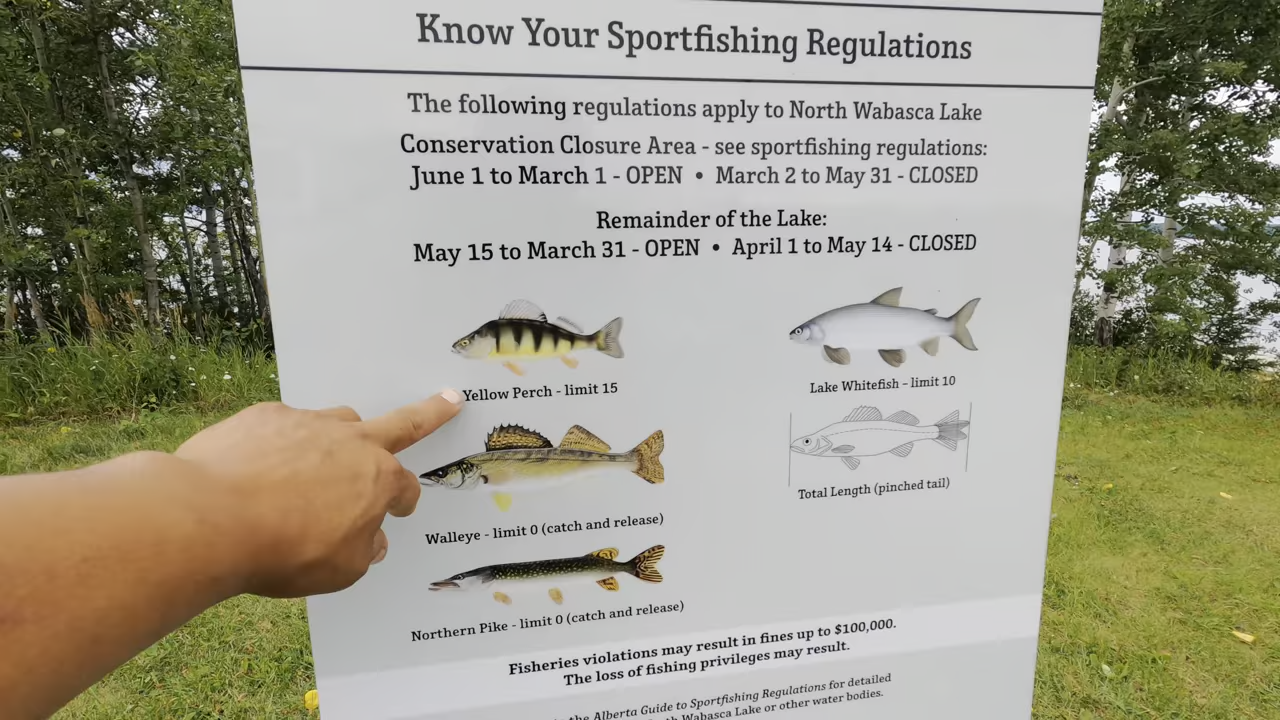 Know Your Sportfishing Regulations
The following regulations apply to North Wabasca Lake
Conservation Closure Area - see sportfishing regulations:
June 1 to March 1 - OPEN • March 2 to May 31 - CLOSED
Remainder of the Lake:
May 15 to March 31 - OPEN • April 1 to May 14 - CLOSED
Yellow Perch - limit 15
Lake Whitefish - limit 10
Total Length (pinched tail)
Walleye - limit 0 (catch and release)
Northern Pike - limit 0 (catch and release)
Fisheries violations may result in fines up to $100,000.
The loss of fishing privileges may result.
the Alberta Guide to Sportfishing Regulations for detailed
Wabasca Lake or other water bodies.